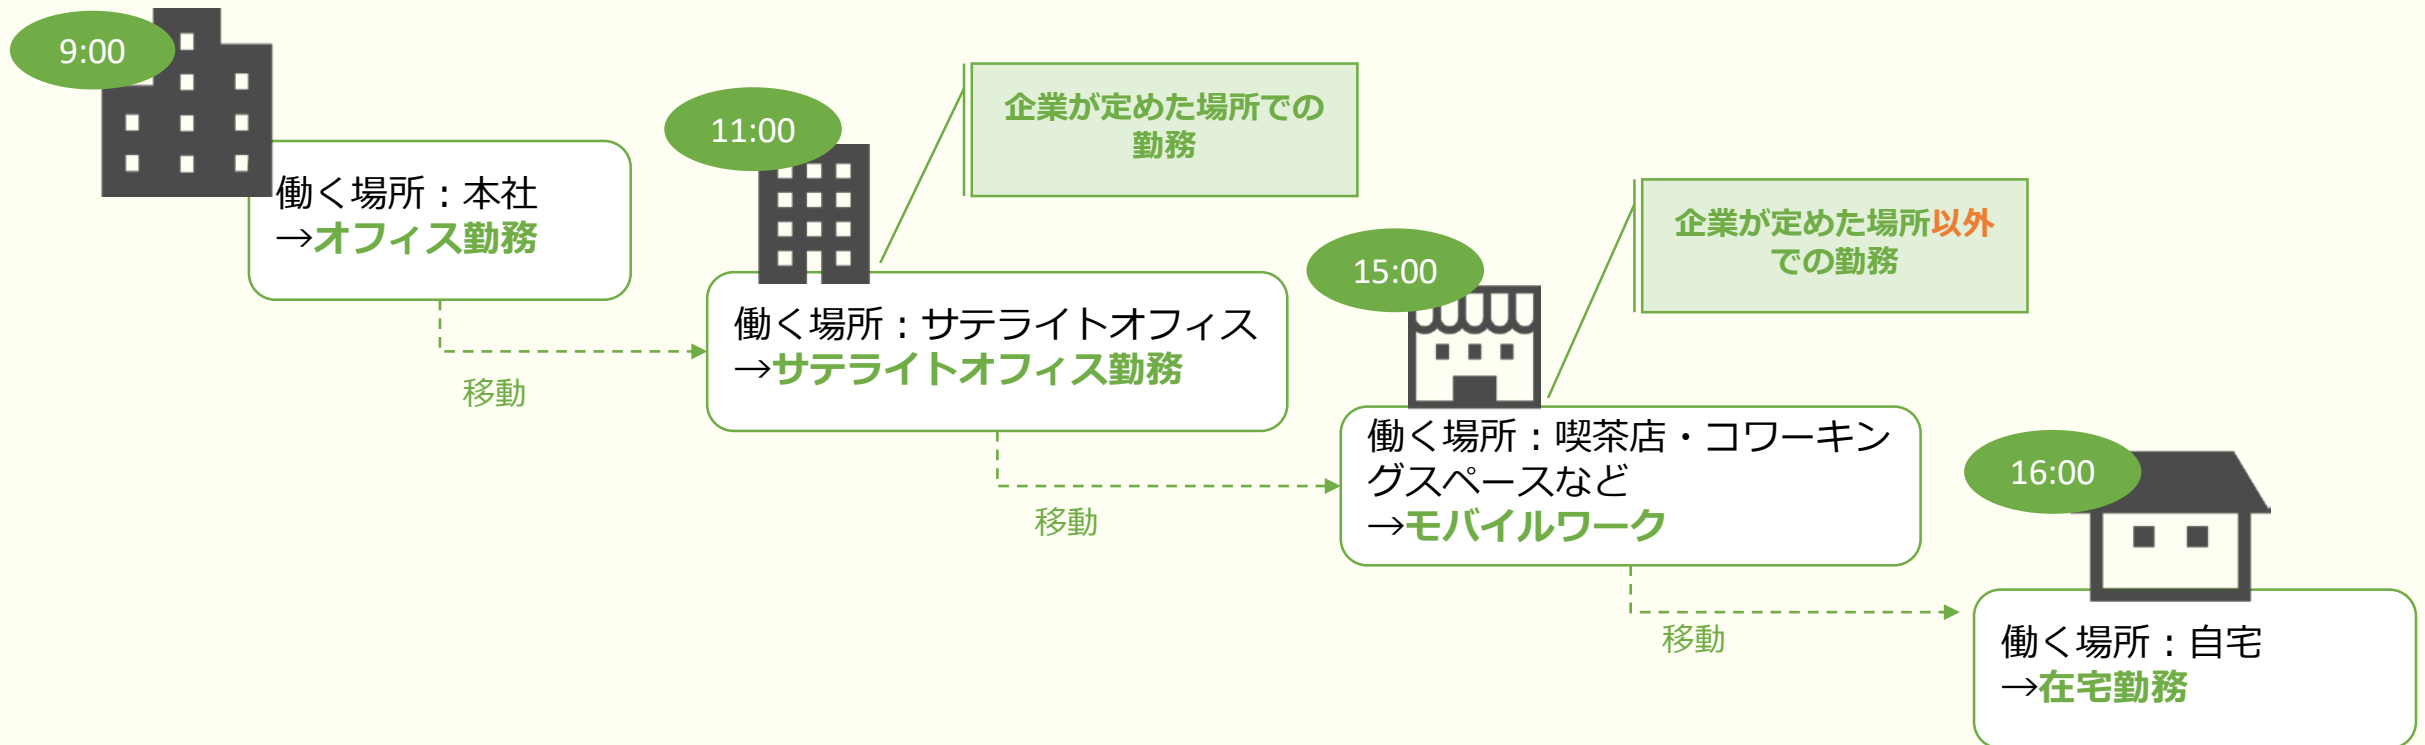 9:00
働く場所：本社
→オフィス勤務
移動
11:00
企業が定めた場所での
勤務
働く場所：サテライトオフィス
→サテライトオフィス勤務
移動
15:00
企業が定めた場所以外
での勤務
働く場所：喫茶店・コワーキン
グスペースなど
→モバイルワーク
移動
16:00
働く場所：自宅
→在宅勤務